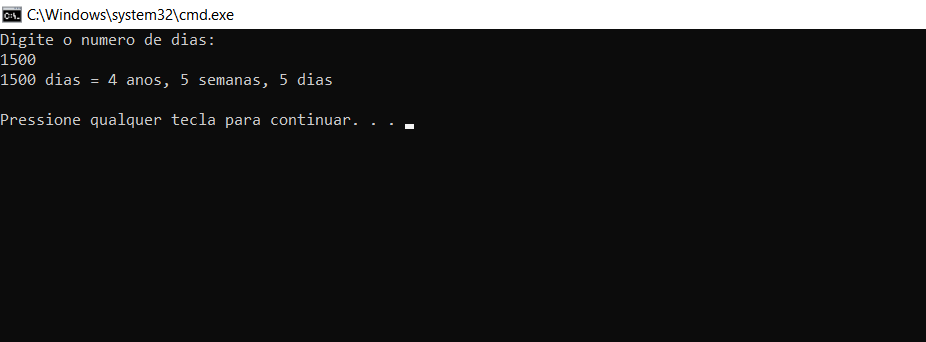 C:\Windows\system32\cmd.exe
Digite o numero de dias:
1500
1500 dias = 4 anos, 5 semanas, 5 dias
Pressione qualquer tecla para continuar. . .